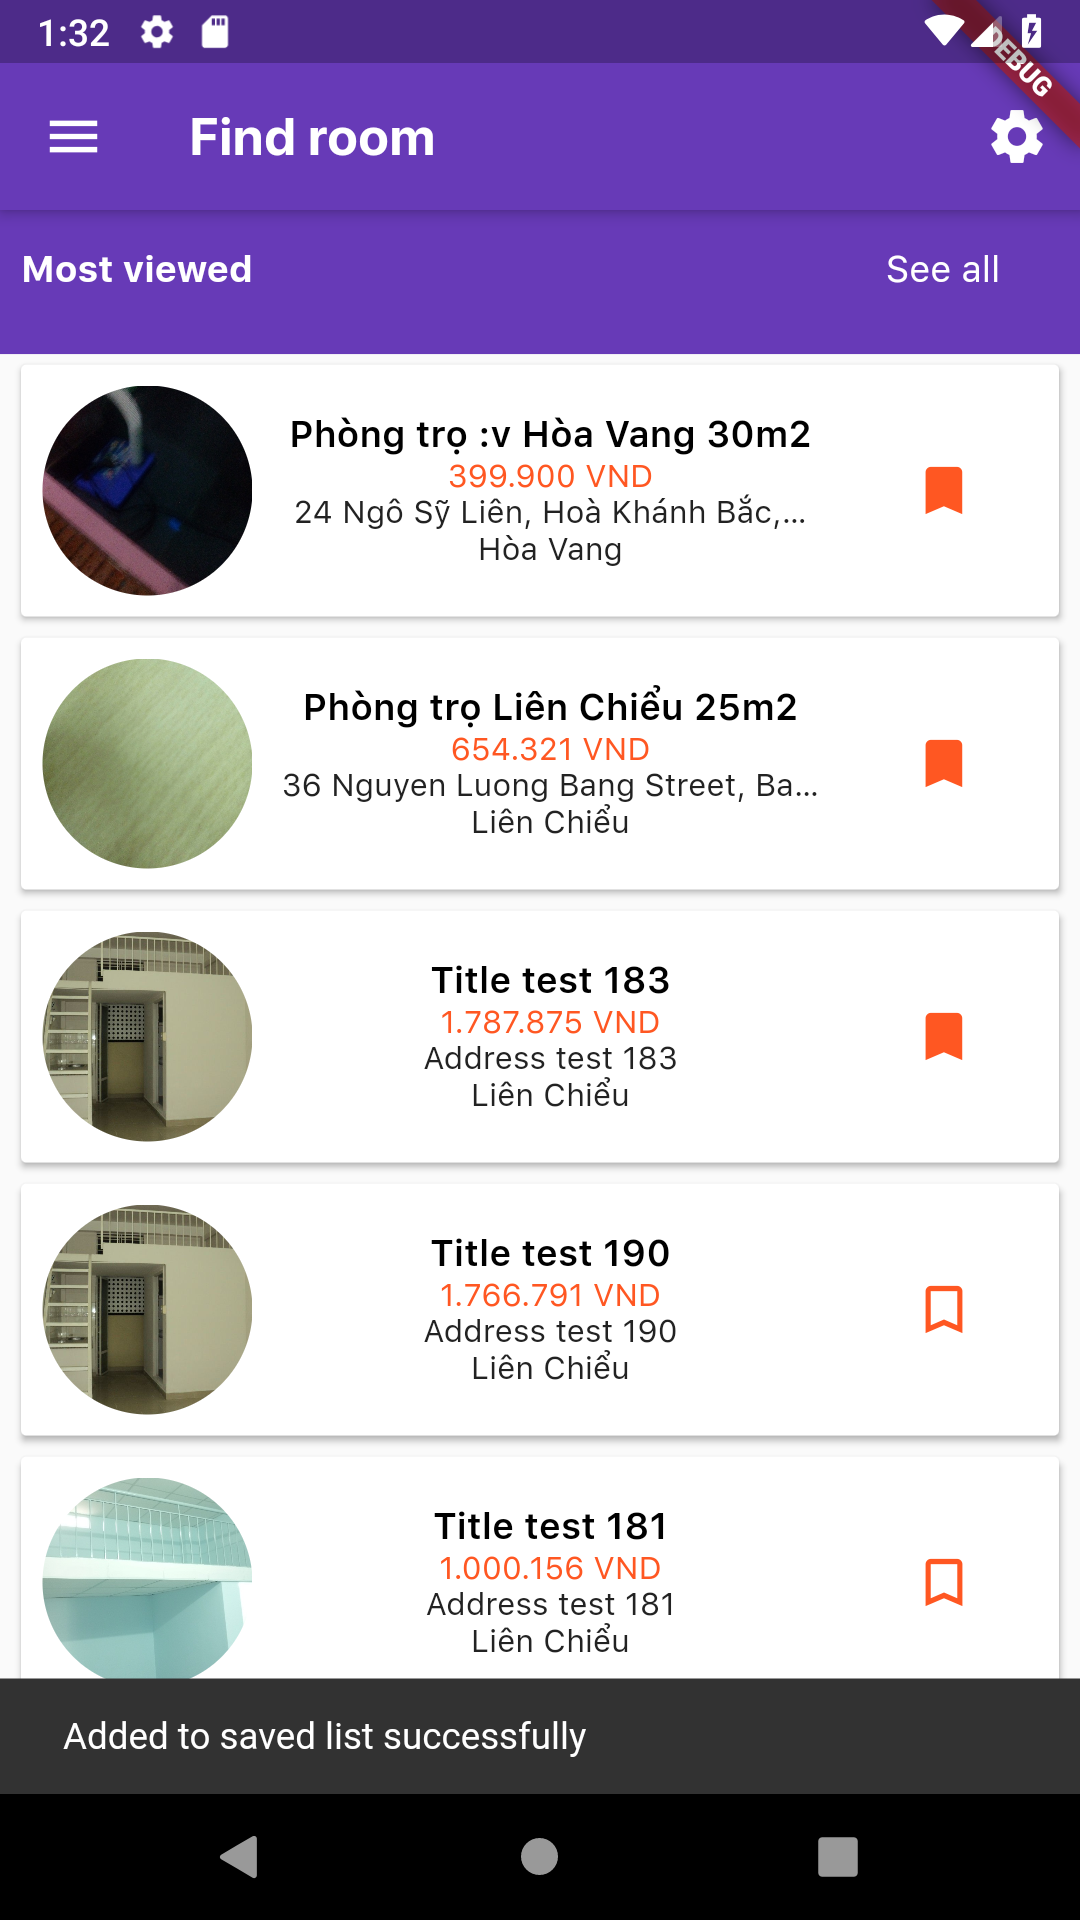 1:32
DEBUG
Find room
Most viewed
See all
Phòng trọ :v Hòa Vang 30m2
399.900 VND
24 Ngô Sỹ Liên, Hoà Khánh Bắc,...
Hòa Vang
Phòng trọ Liên Chiểu 25m2
654.321 VND
36 Nguyen Luong Bang Street, Ba...
Liên Chiểu
Title test 183
1.787.875 VND
Address test 183
Liên Chiểu
Title test 190
1.766.791 VND
Address test 190
Liên Chiểu
Title test 181
1.000.156 VND
Address test 181
Liên Chiểu
Added to saved list successfully